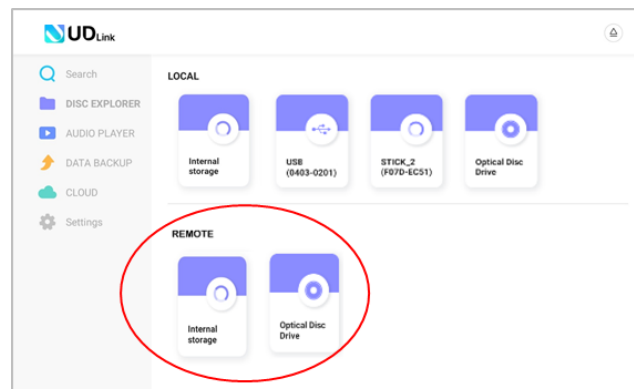 UDLink
Search
LOCAL
DISC EXPLORER
AUDIO PLAYER
DATA BACKUP
CLOUD
Settings
Internal
storage
USB
(0403-0201)
STICK_2
(F07D-EC51)
Optical Disc
Drive
REMOTE
Internal
storage
Optical Disc
Drive